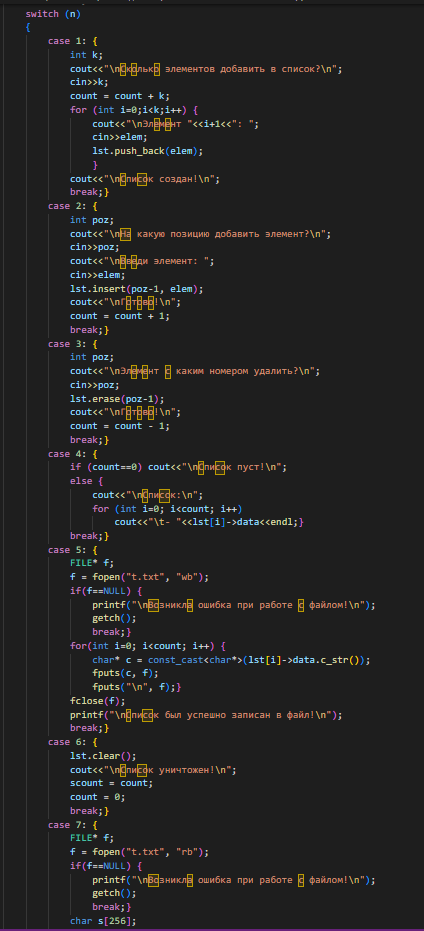 switch (n)
{
case 1: {
int k;
cout<<"\nСколько элементов добавить в список?\n";
cin>>k;
count = count + k;
for (int i=0;i<k;i++) {
cout<<"\nЭлемент "<<i+1<<": ";
cin>>elem;
lst.push_back(elem);
}
cout<<"\nСписок создан!\n";
break;}
case 2: {
int poz;
cout<<"\nНа какую позицию добавить элемент?\n";
cin>>poz;
cout<<"\nВведи элемент: ";
cin>>elem;
lst.insert(poz-1, elem);
cout<<"\nГотово!\n";
count = count + 1;
break;}
case 3: {
int poz;
cout<<"\nЭлемент с каким номером удалить?\n";
cin>>poz;
lst.erase(poz-1);
cout<<"\nГотово!\n";
count = count - 1;
break;}
case 4: {
if (count==0) cout<<"\nСписок пуст!\n";
else {
cout<<"\nСписок:\n";
for (int i=0; i<count; i++)
cout<<"\t- "<<lst[i]->data<<endl;}
break;}
case 5: {
FILE* f;
f = fopen("t.txt", "wb");
if(f==NULL) {
printf("\nВозникла ошибка при работе с файлом!\n");
getch();
break;}
for(int i=0; i<count; i++) {
char* c = const_cast<char*>(lst[i]->data.c_str());
fputs(c, f);
fputs("\n", f);}
fclose(f);
printf("\nСписок был успешно записан в файл!\n");
break;}
case 6: {
lst.clear();
cout<<"\nСписок уничтожен!\n";
scount = count;
count = 0;
break;}
case 7: {
FILE* f;
f = fopen("t.txt", "rb");
if(f==NULL) {
printf("\nВозникла ошибка при работе с файлом!\n");
getch();
break;}
char s[256];